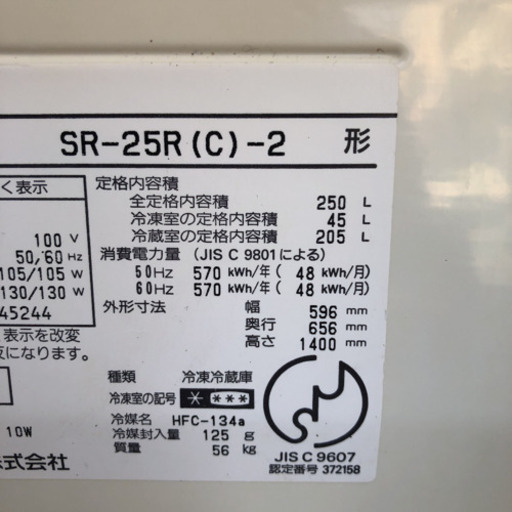 SR-25R(C)-2 形
く表示
100 V
50/60 Hz
105/105 W
130/130 W
45244
表示を改変
になります。
10W
式会社
定格内容積
全定格内容積 250 L
冷凍室の定格内容積 45 L
冷蔵室の定格内容積 205 L
消費電力量 (JIS C 9801による)
50Hz 570 kWh/年( 48 kWh/月)
60Hz 570 kWh/年( 48 kWh/月)
外形寸法 幅 596 mm
奥行 656 mm
高さ 1400 mm
種類 冷凍冷蔵庫
冷凍室の記号 * ***
冷媒名 HFC-134a
冷媒封入量 125 g
質量 56 kg
JIS C 9607
認定番号 372158